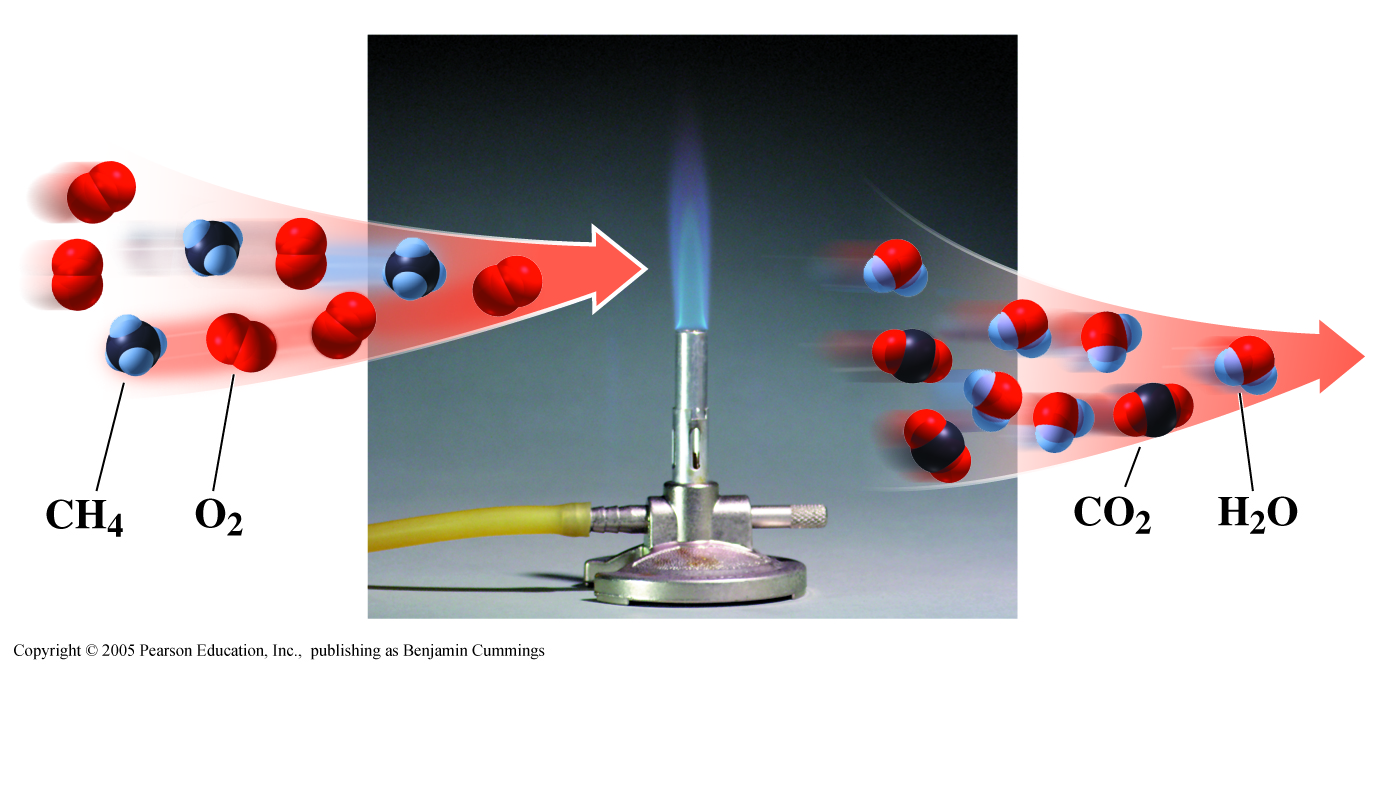 CH4
O2
CO2
H2O
Copyright © 2005 Pearson Education, Inc., publishing as Benjamin Cummings